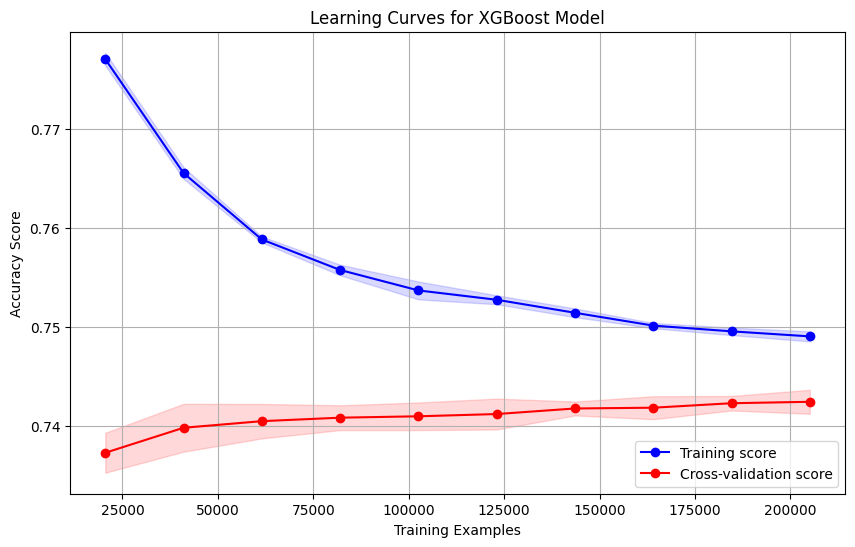 Learning Curves for XGBoost Model
Accuracy Score
0.77
0.76
0.75
0.74
25000 50000 75000 100000 125000 150000 175000 200000
Training Examples
Training score
Cross-validation score